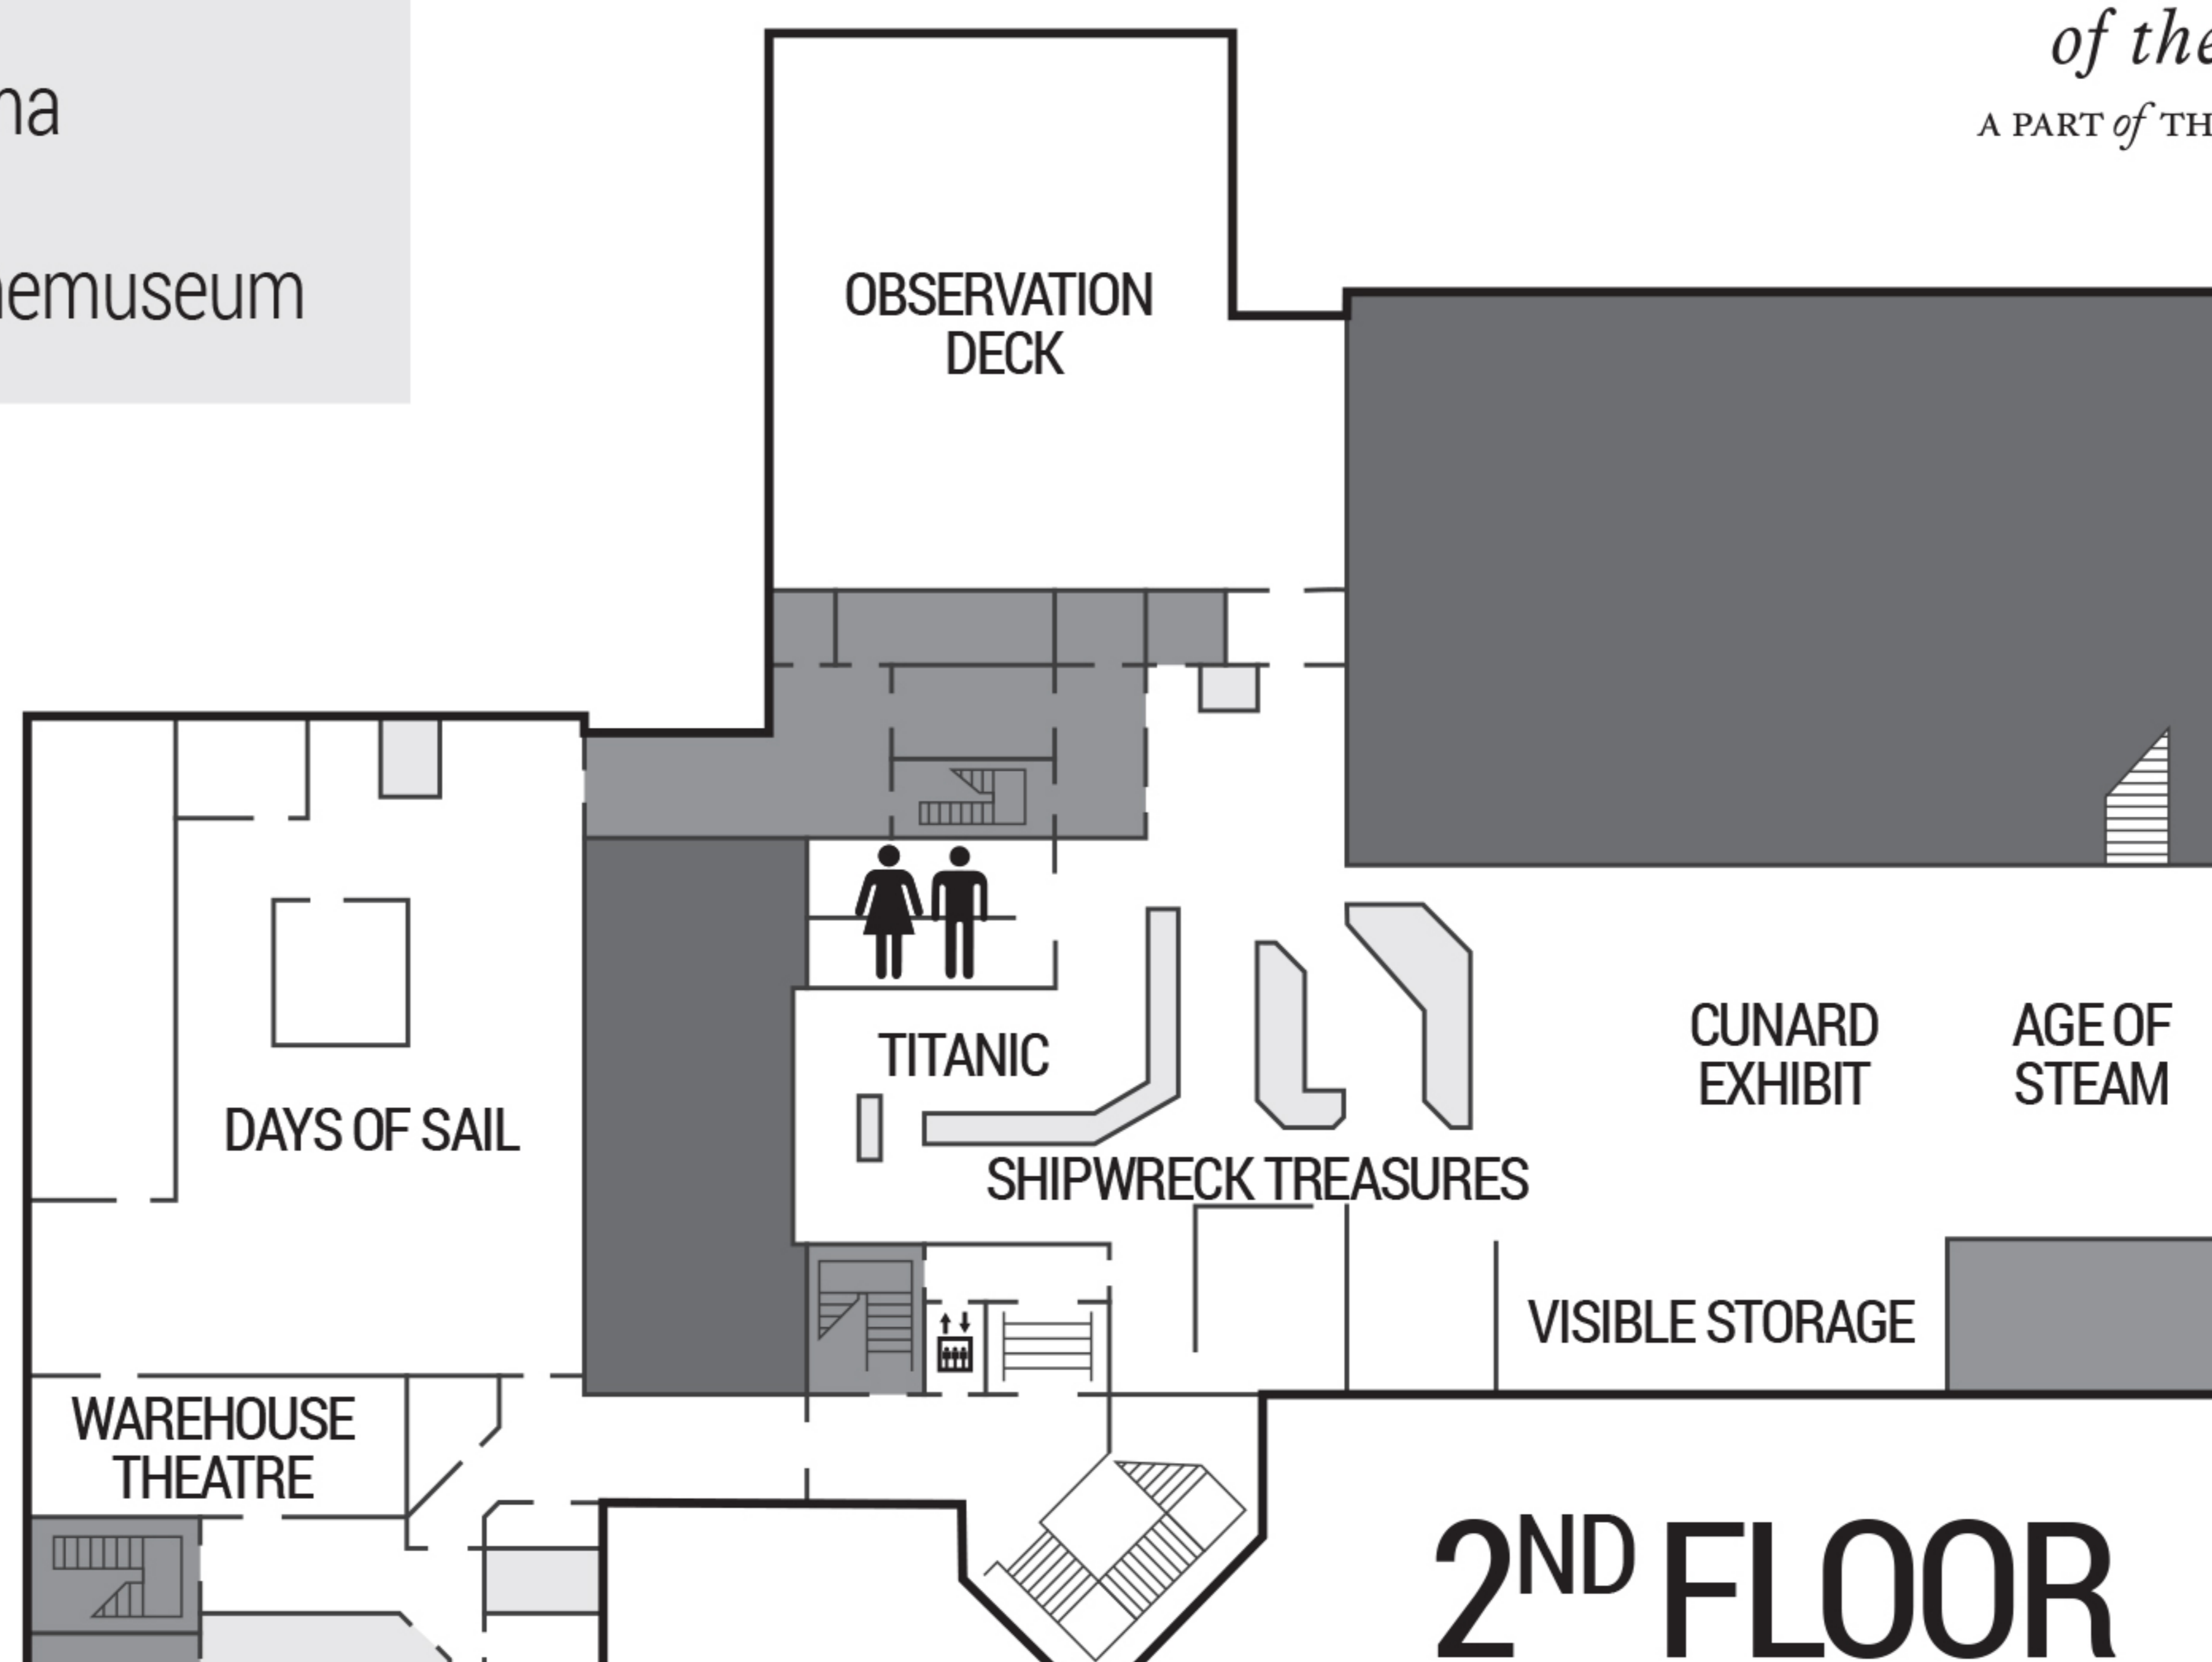 na
nemuseum
of the
A PART of TH
OBSERVATION
DECK
TITANIC
CUNARD
EXHIBIT
AGE OF
STEAM
DAYS OF SAIL
SHIPWRECK TREASURES
VISIBLE STORAGE
WAREHOUSE
THEATRE
2ND FLOOR